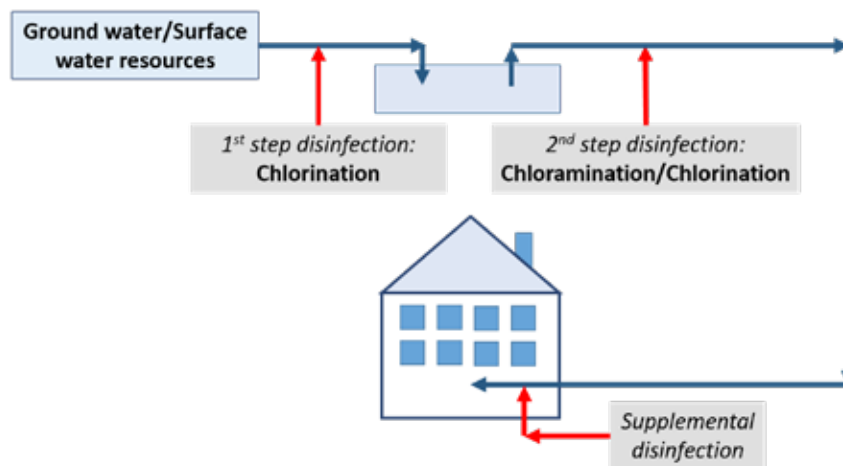 Ground water/Surface
water resources
1st step disinfection:
Chlorination
2nd step disinfection:
Chloramination/Chlorination
Supplemental
disinfection